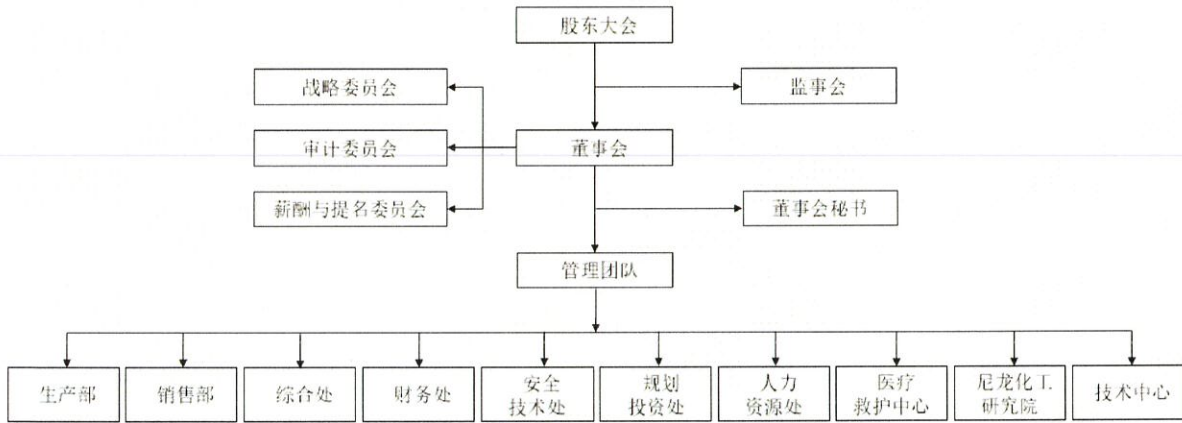 股东大会
战略委员会
监事会
审计委员会
董事会
薪酬与提名委员会
董事会秘书
管理团队
生产部
销售部
综合处
财务处
安全
技术处
规划
投资处
人力
资源处
医疗
救护中心
尼龙化工
研究院
技术中心